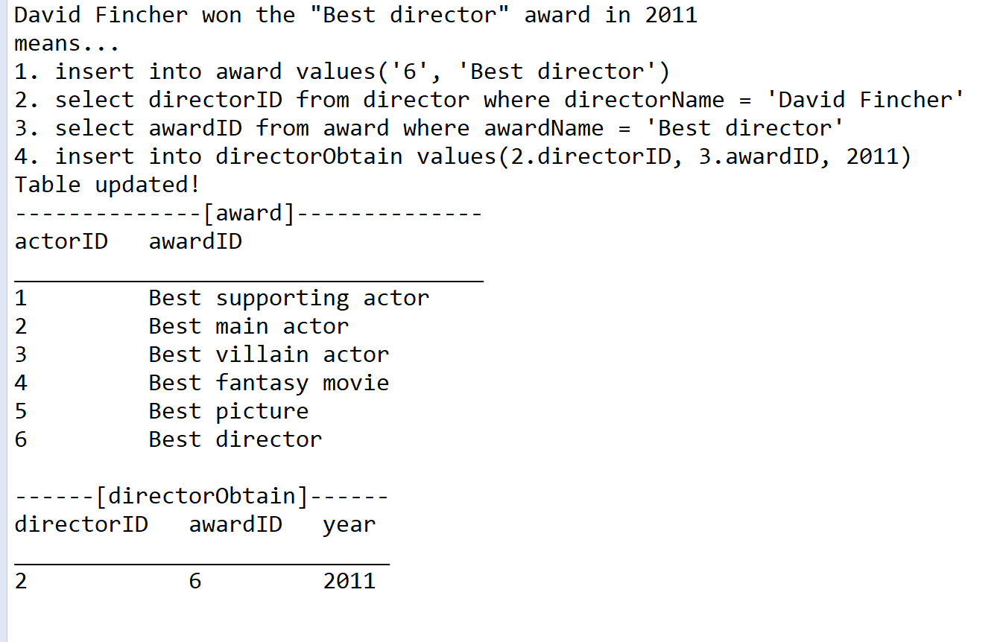 David Fincher won the "Best director" award in 2011
means...
1. insert into award values('6', 'Best director')
2. select directorID from director where directorName = 'David Fincher'
3. select awardID from award where awardName = 'Best director'
4. insert into directorObtain values(2.directorID, 3.awardID, 2011)
Table updated!
--------------[award]--------------
actorID   awardID
___________________________________
1         Best supporting actor
2         Best main actor
3         Best villain actor
4         Best fantasy movie
5         Best picture
6         Best director
------[directorObtain]------
directorID   awardID   year
____________________________
2            6         2011